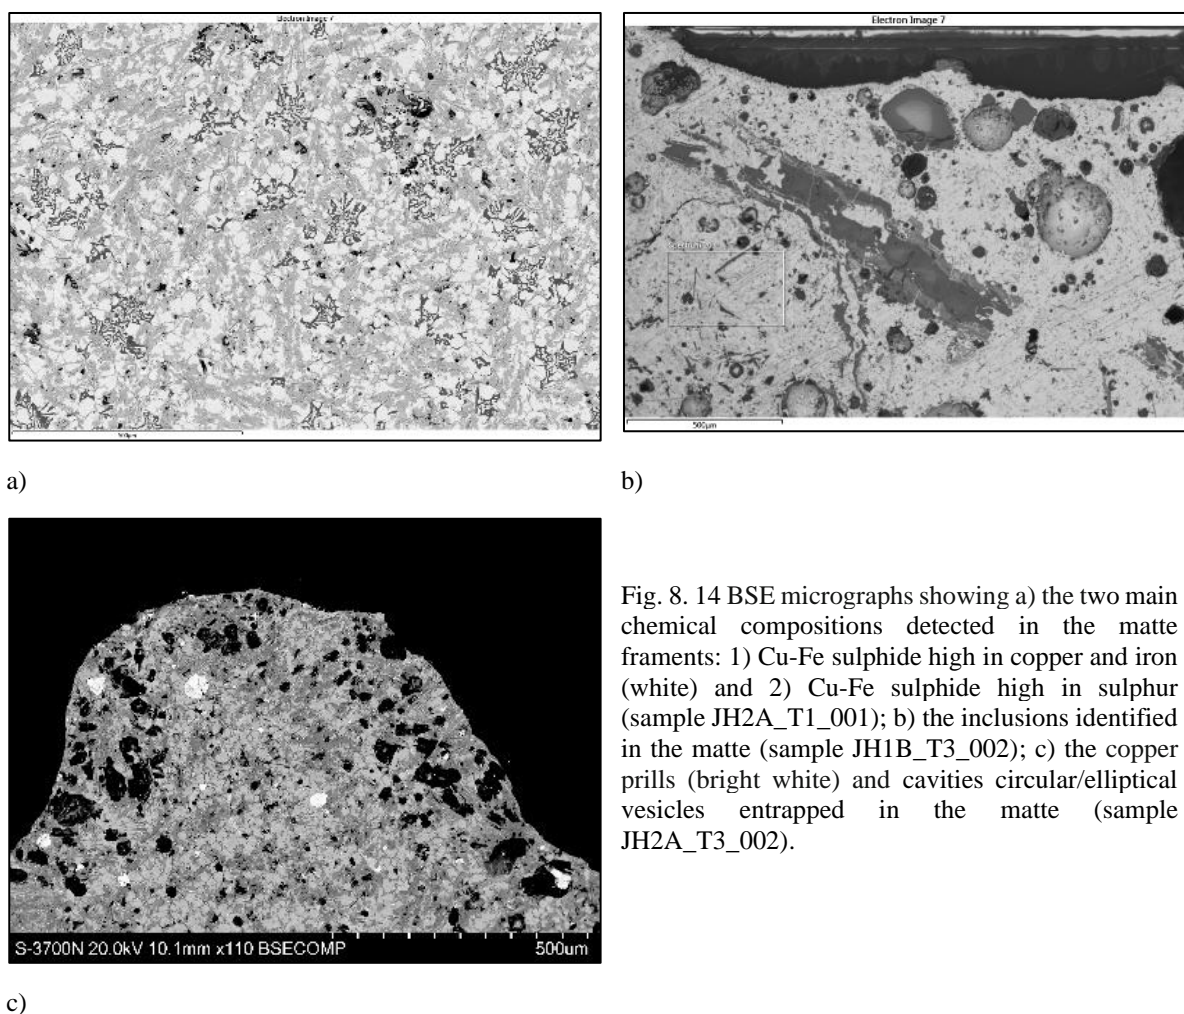 Electron Image 7
Electron Image 7
500µm
a)
b)
S-3700N 20.0kV 10.1mm x110 BSECOMP
500um
c)
Fig. 8. 14 BSE micrographs showing a) the two main
chemical compositions detected in the matte
framents: 1) Cu-Fe sulphide high in copper and iron
(white) and 2) Cu-Fe sulphide high in sulphur
(sample JH2A_T1_001); b) the inclusions identified
in the matte (sample JH1B_T3_002); c) the copper
prills (bright white) and cavities circular/elliptical
vesicles entrapped in the matte (sample
JH2A_T3_002).